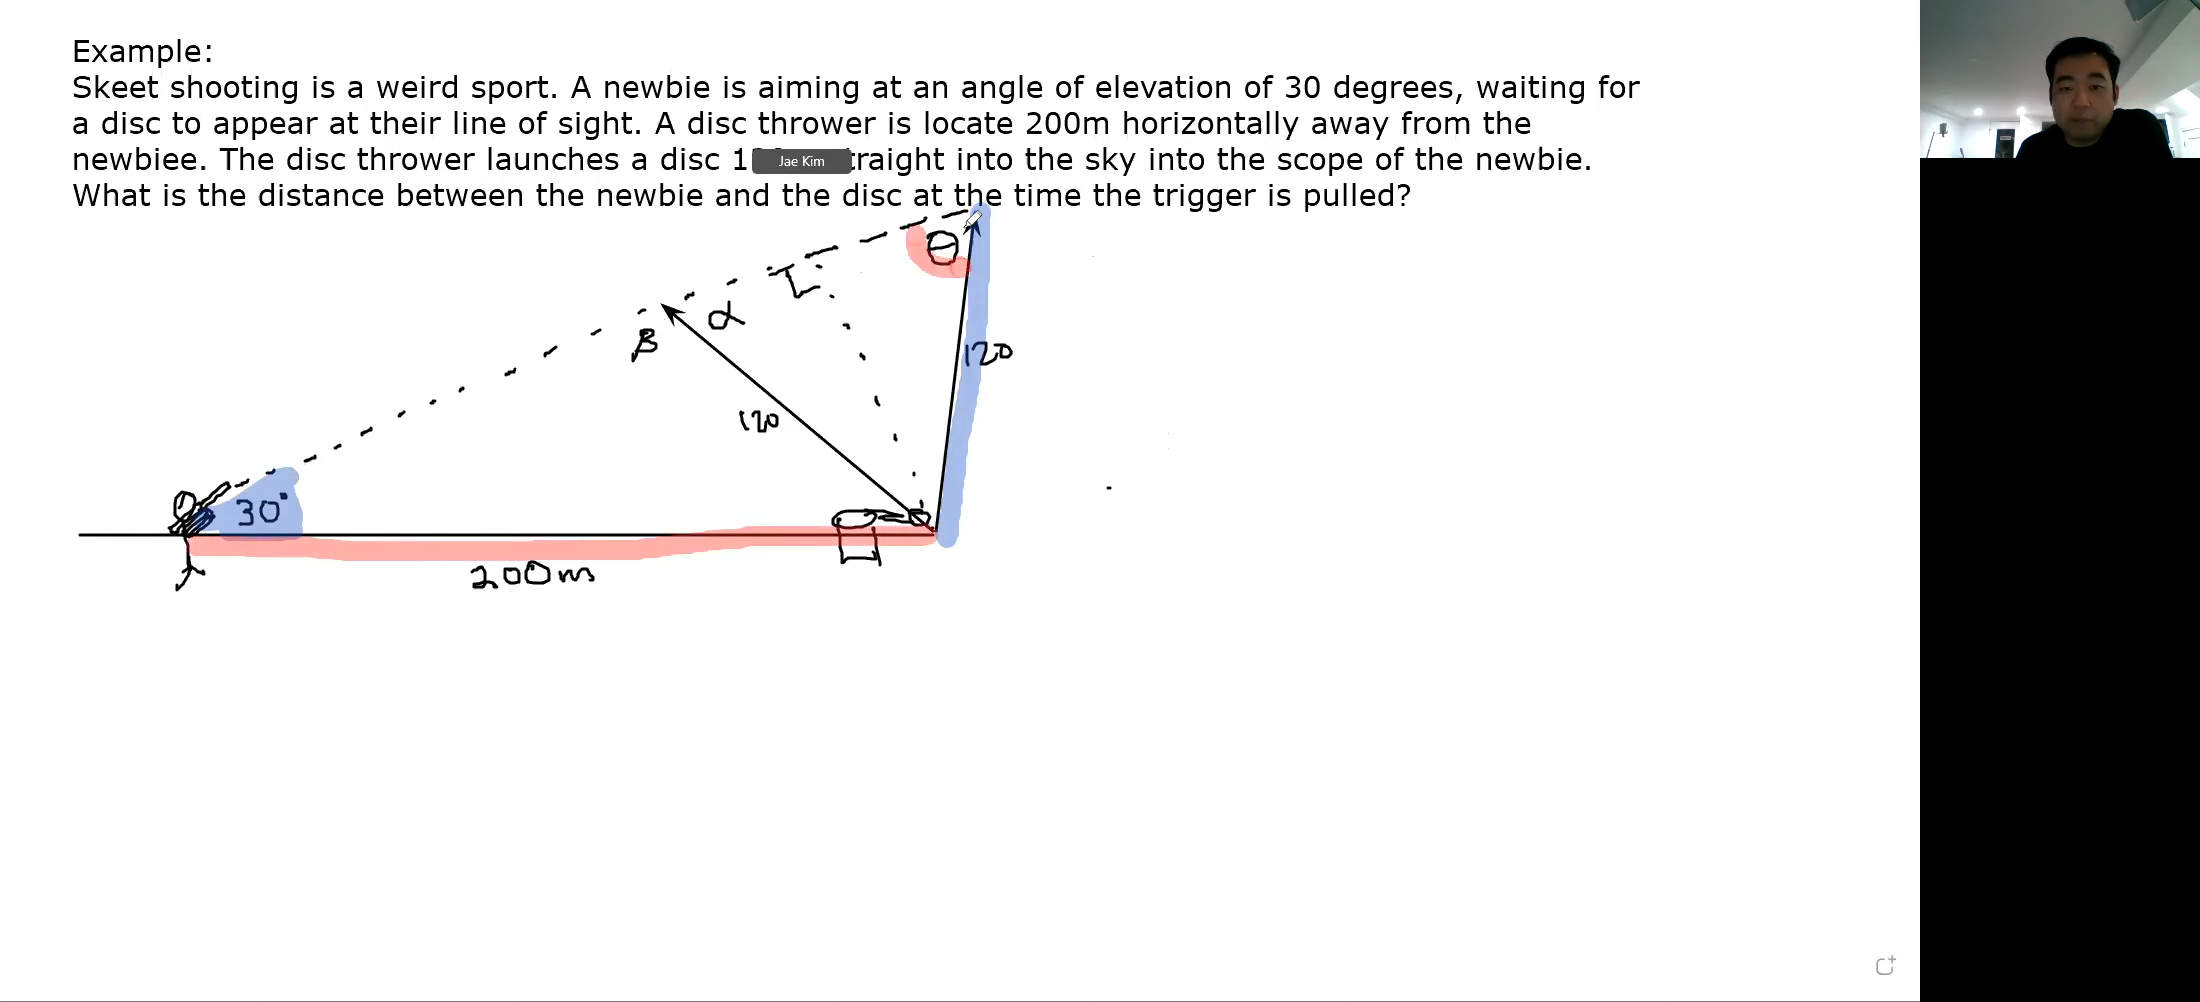 Example:
Skeet shooting is a weird sport. A newbie is aiming at an angle of elevation of 30 degrees, waiting for
a disc to appear at their line of sight. A disc thrower is locate 200m horizontally away from the
newbiee. The disc thrower launches a disc Jae Kim into the sky into the scope of the newbie.
What is the distance between the newbie and the disc at the time the trigger is pulled?
θ
α
β
120
120
30°
200m